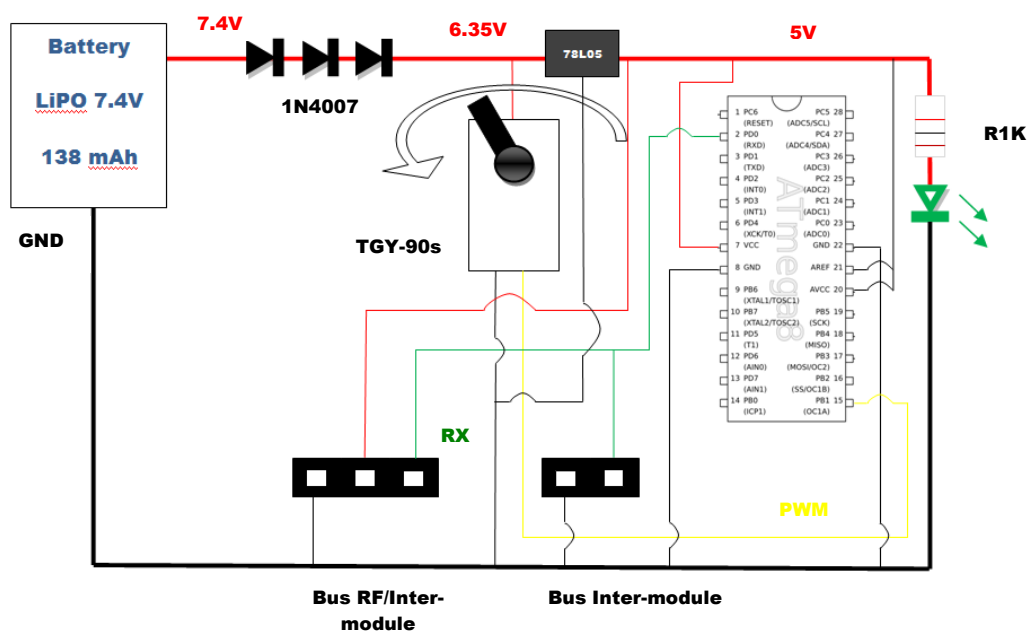 7.4V
6.35V
5V
Battery
LiPO 7.4V
138 mAh
78L05
1N4007
R1K
GND
TGY-90s
ATmega8
1 PC6
(RESET)
2 PD0
(RXD)
3 PD1
(TXD)
4 PD2
(INT0)
5 PD3
(INT1)
6 PD4
(XCK/T0)
7 VCC
8 GND
9 PB6
(XTAL1/TOSC1)
10 PB7
(XTAL2/TOSC2)
11 PD5
(T1)
12 PD6
(AIN0)
13 PD7
(AIN1)
14 PB0
(ICP1)
PC5 28
(ADC5/SCL)
PC4 27
(ADC4/SDA)
PC3 26
(ADC3)
PC2 25
(ADC2)
PC1 24
(ADC1)
PC0 23
(ADC0)
GND 22
AREF 21
AVCC 20
PB5 19
(SCK)
PB4 18
(MISO)
PB3 17
(MOSI/OC2)
PB2 16
(SS/OC1B)
PB1 15
(OC1A)
RX
PWM
Bus RF/Inter-
module
Bus Inter-module